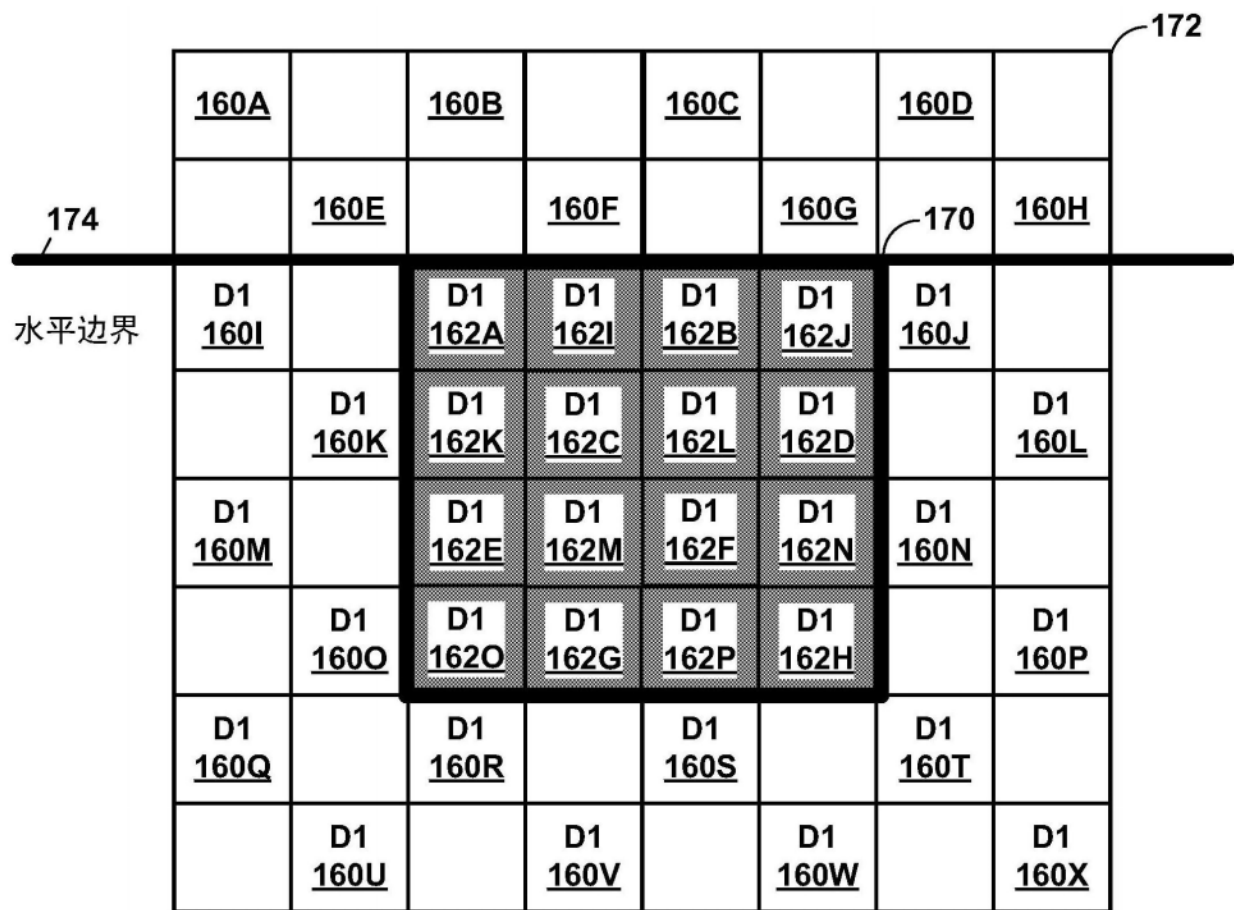 172
160A 160B 160C 160D
160E 160F 160G 160H
174
170
D1 D1 D1 D1 D1 D1
160I 162A 162I 162B 162J 160J
水平边界
D1 D1 D1 D1 D1 D1
160K 162K 162C 162L 162D 160L
D1 D1 D1 D1 D1 D1
160M 162E 162M 162F 162N 160N
D1 D1 D1 D1 D1 D1
160O 162O 162G 162P 162H 160P
D1 D1 D1 D1
160Q 160R 160S 160T
D1 D1 D1 D1
160U 160V 160W 160X